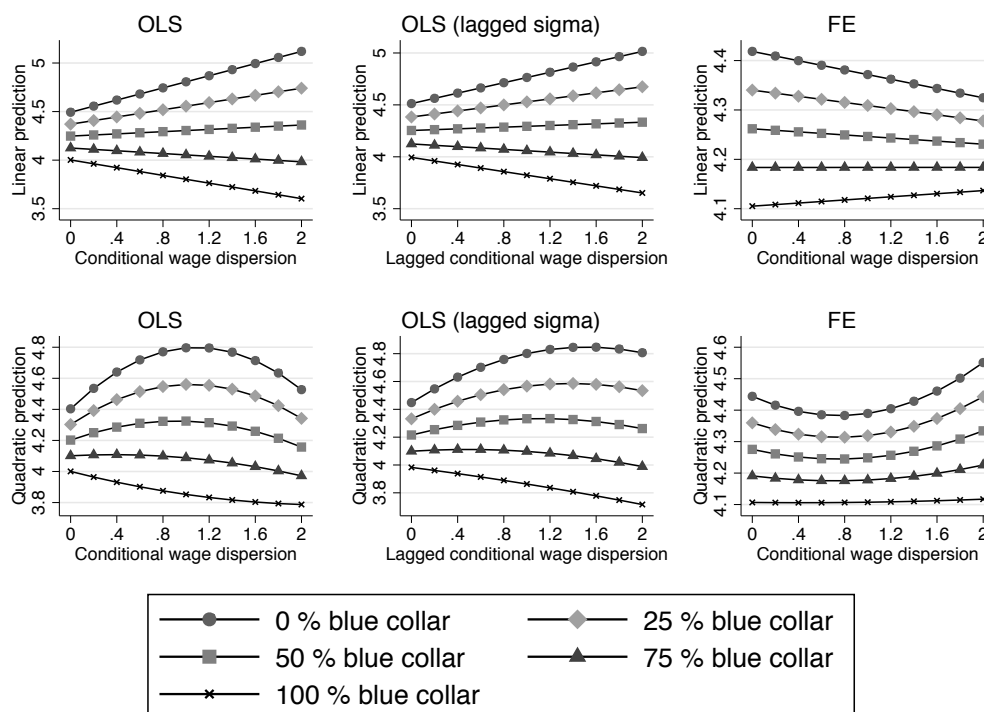 OLS
OLS (lagged sigma)
FE
Linear prediction
3.5 4 4.5 5
0 .4 .8 1.2 1.6 2
Conditional wage dispersion
Linear prediction
3.5 4 4.5 5
0 .4 .8 1.2 1.6 2
Lagged conditional wage dispersion
Linear prediction
4.1 4.2 4.3 4.4
0 .4 .8 1.2 1.6 2
Conditional wage dispersion
OLS
OLS (lagged sigma)
FE
Quadratic prediction
3.8 4 4.2 4.4 4.6 4.8
0 .4 .8 1.2 1.6 2
Conditional wage dispersion
Quadratic prediction
3.8 4 4.2 4.4 4.6 4.8
0 .4 .8 1.2 1.6 2
Lagged conditional wage dispersion
Quadratic prediction
4.1 4.2 4.3 4.4 4.5 4.6
0 .4 .8 1.2 1.6 2
Conditional wage dispersion
0 % blue collar
25 % blue collar
50 % blue collar
75 % blue collar
100 % blue collar